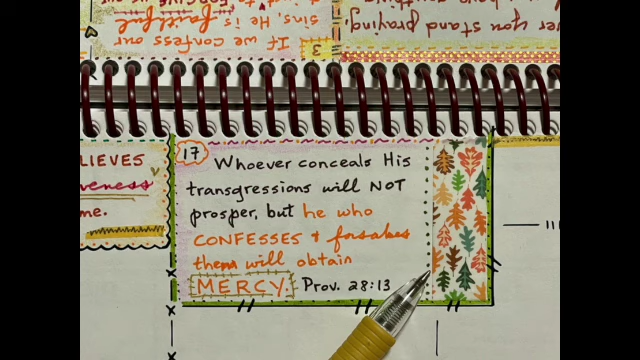 If we confess our
sins, He is faithful
3
er you stand praying,
LIEVES
veness
me.
17
Whoever conceals His
transgressions will NOT
prosper, but he who
CONFESSES + forsakes
them will obtain
MERCY. Prov. 28:13